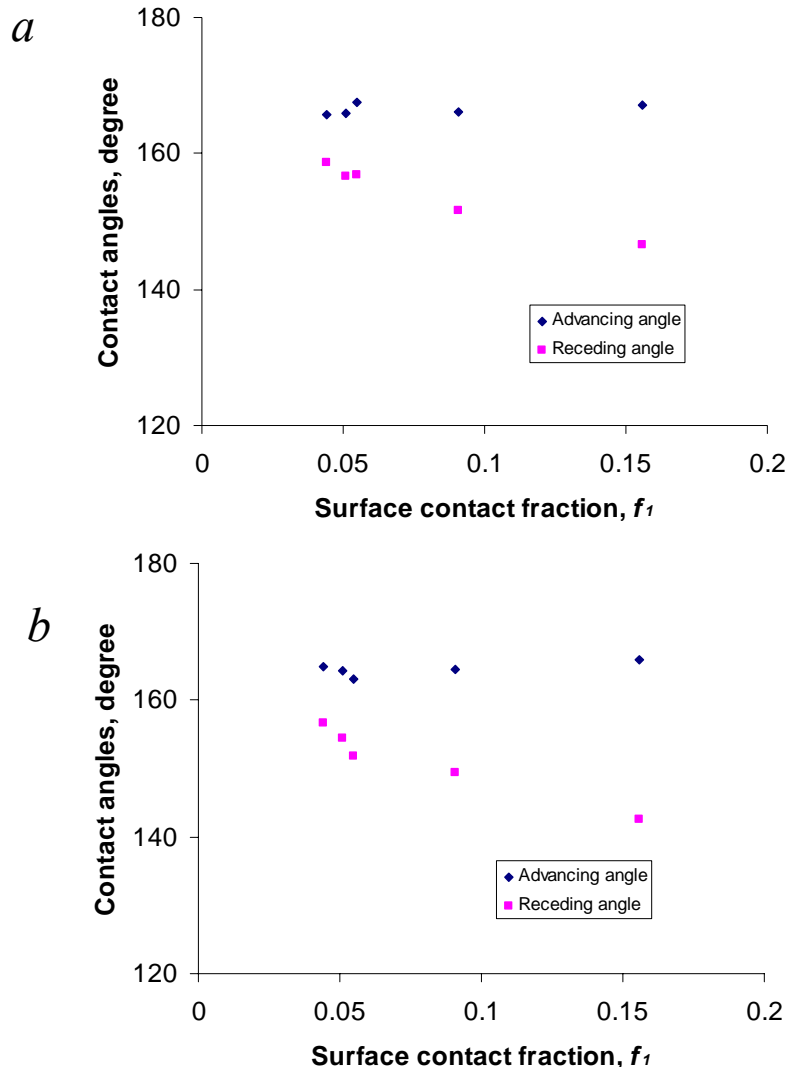 a
180
160
140
120
Contact angles, degree
Advancing angle
Receding angle
0 0.05 0.1 0.15 0.2
Surface contact fraction, f1
b
180
160
140
120
Contact angles, degree
Advancing angle
Receding angle
0 0.05 0.1 0.15 0.2
Surface contact fraction, f1